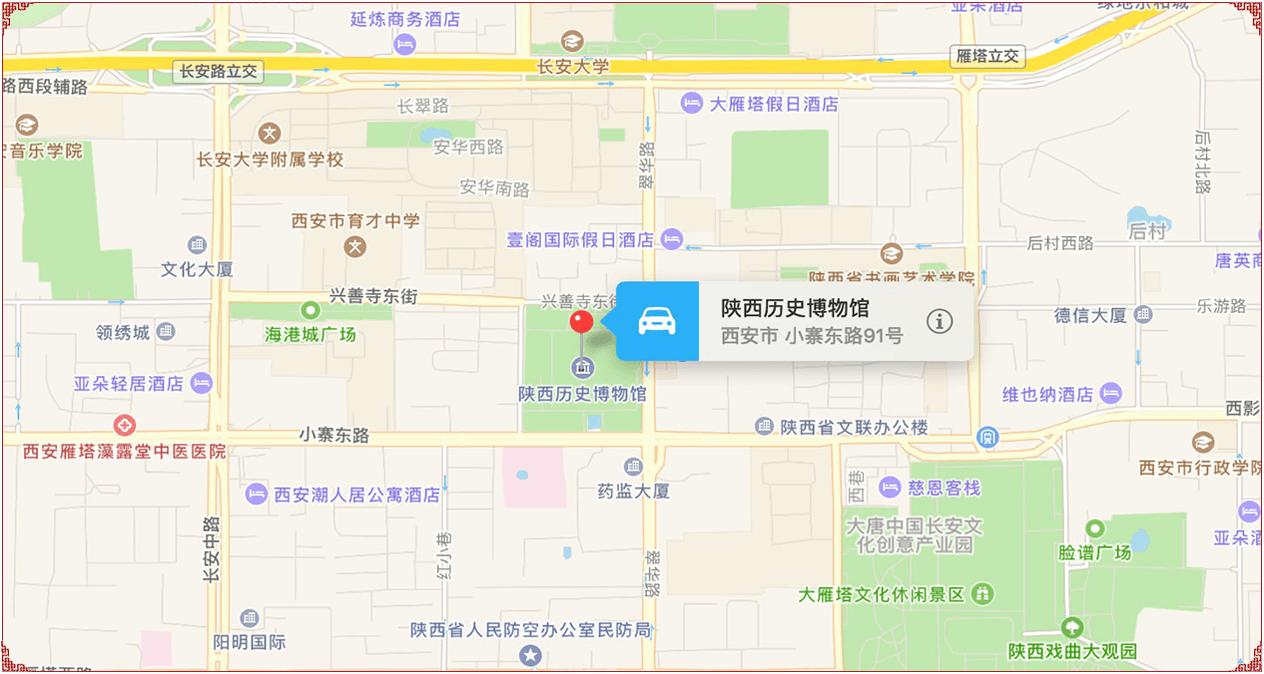 延炼商务酒店
亚朵酒店
长安大学
雁塔立交
长安路立交
路西段辅路
长翠路
大雁塔假日酒店
安音乐学院
长安大学附属学校
安华西路
翠华路
后村北路
安华南路
西安市育才中学
后村
壹阁国际假日酒店
后村西路
文化大厦
唐英商
陕西省书画艺术学院
兴善寺东街
兴善寺东街
陕西历史博物馆
西安市 小寨东路91号
乐游路
德信大厦
领绣城
海港城广场
亚朵轻居酒店
陕西历史博物馆
维也纳酒店
西影
小寨东路
陕西省文联办公楼
西安雁塔藻露堂中医医院
西安市行政学院
西安潮人居公寓酒店
药监大厦
西巷
慈恩客栈
大唐中国长安文
化创意产业园
亚朵酒
长安中路
红小巷
脸谱广场
翠华路
大雁塔文化休闲景区
阳明国际
陕西省人民防空办公室民防局
陕西戏曲大观园